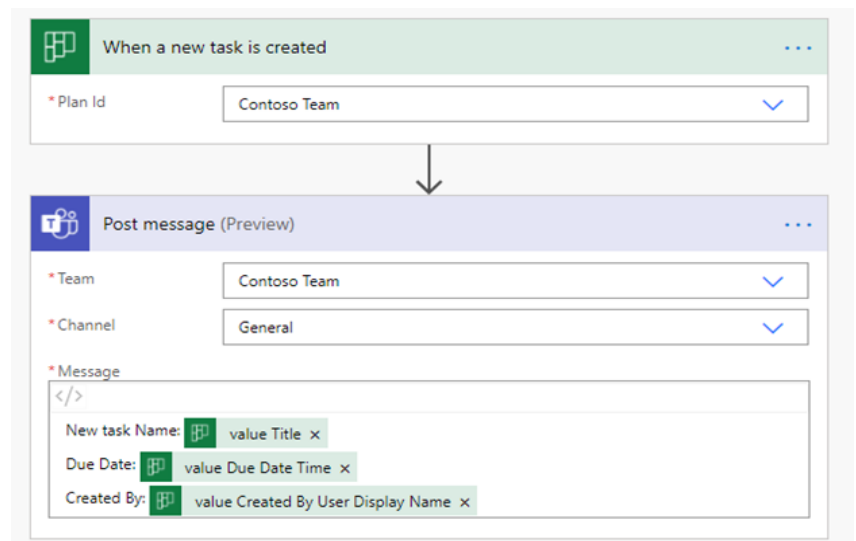 When a new task is created
* Plan Id
Contoso Team
T
Post message (Preview)
* Team
Contoso Team
* Channel
General
* Message
</>
New task Name: value Title ×
Due Date: value Due Date Time ×
Created By: value Created By User Display Name ×